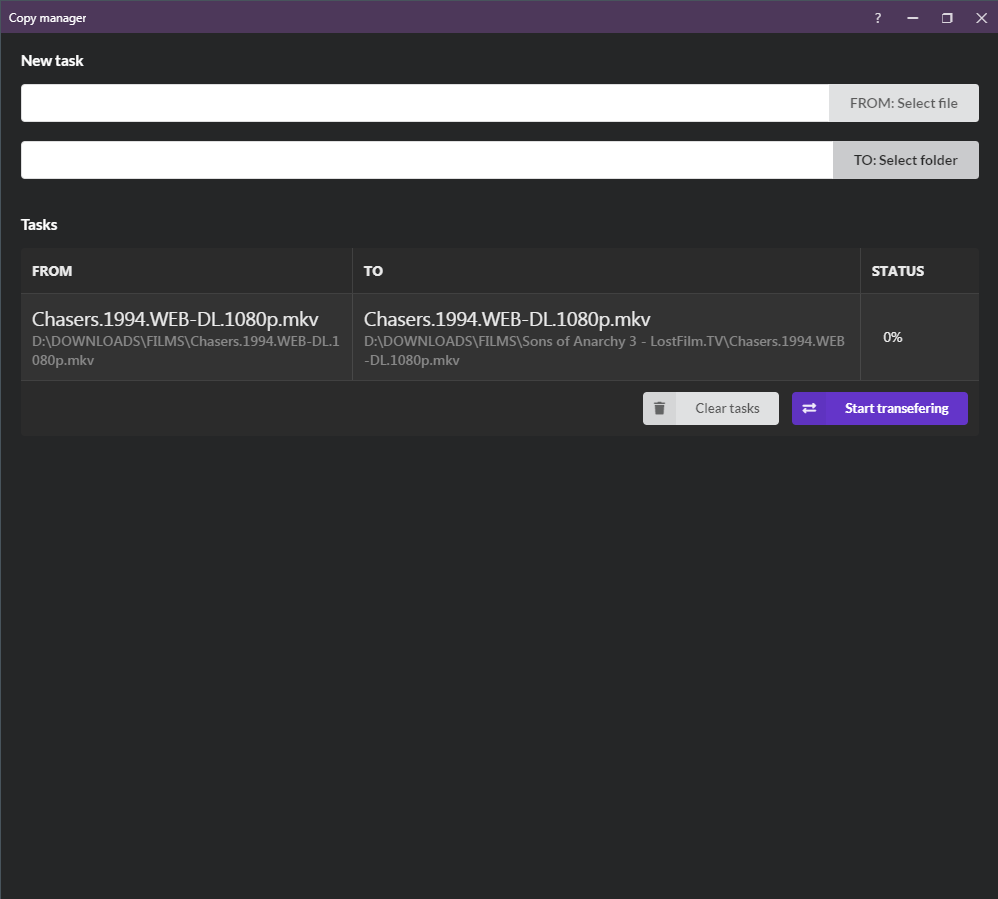 Copy manager
?
New task
FROM: Select file
TO: Select folder
Tasks
FROM TO STATUS
Chasers.1994.WEB-DL.1080p.mkv
D:\DOWNLOADS\FILMS\Chasers.1994.WEB-DL.1
080p.mkv
Chasers.1994.WEB-DL.1080p.mkv
D:\DOWNLOADS\FILMS\Sons of Anarchy 3 - LostFilm.TV\Chasers.1994.WEB
-DL.1080p.mkv
0%
Clear tasks
Start transefering